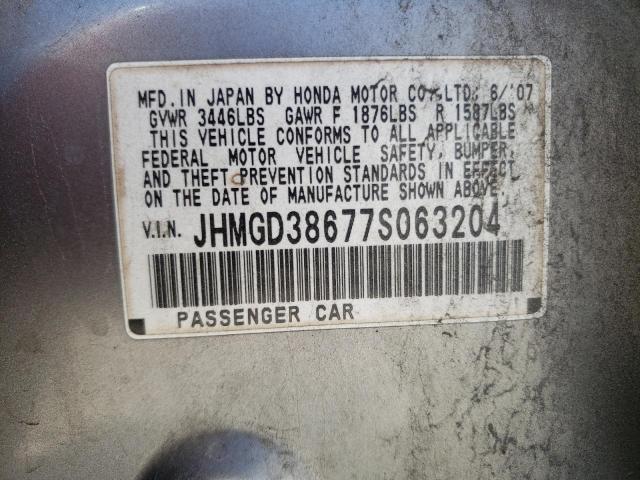 MFD. IN JAPAN BY HONDA MOTOR CO., LTD. 6/'07
GVWR 3446LBS GAWR F 1876LBS R 1587LBS
THIS VEHICLE CONFORMS TO ALL APPLICABLE
FEDERAL MOTOR VEHICLE SAFETY, BUMPER,
AND THEFT PREVENTION STANDARDS IN EFFECT
ON THE DATE OF MANUFACTURE SHOWN ABOVE.
V.I.N. JHMGD38677S063204
PASSENGER CAR